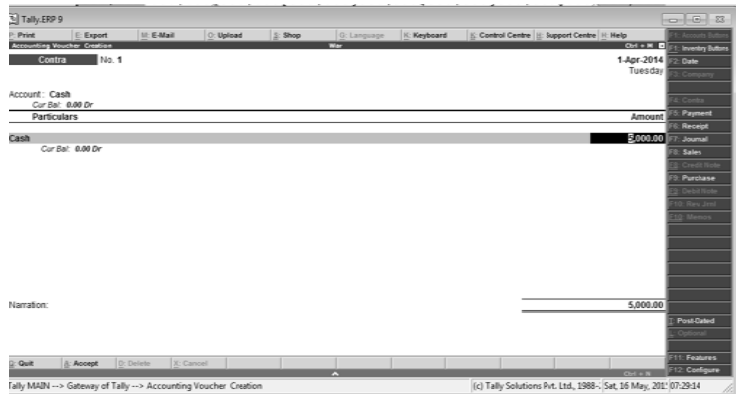 Tally.ERP 9
P: Print E: Export M: E-Mail O: Upload S: Shop G: Language K: Keyboard K: Control Centre H: Support Centre H: Help
F1: Accounts Buttons
Accounting Voucher Creation War Ctrl + M
F1: Inventry Buttons
Contra No. 1 1-Apr-2014
F2: Date
Tuesday
F3: Company
Account: Cash
Cur Bal: 0.00 Dr
F4: Contra
Particulars Amount
F5: Payment
F6: Receipt
Cash 5,000.00
F7: Journal
Cur Bal: 0.00 Dr
F8: Sales
F8: Credit Note
F9: Purchase
F9: Debit Note
F10: Rev Jrnl
F10: Memos
Narration: 5,000.00
T: Post-Dated
L: Optional
Q: Quit A: Accept D: Delete X: Cancel
F11: Features
F12: Configure
Ctrl + N
Tally MAIN --> Gateway of Tally --> Accounting Voucher Creation (c) Tally Solutions Pvt. Ltd., 1988-: Sat, 16 May, 201 07:29:14